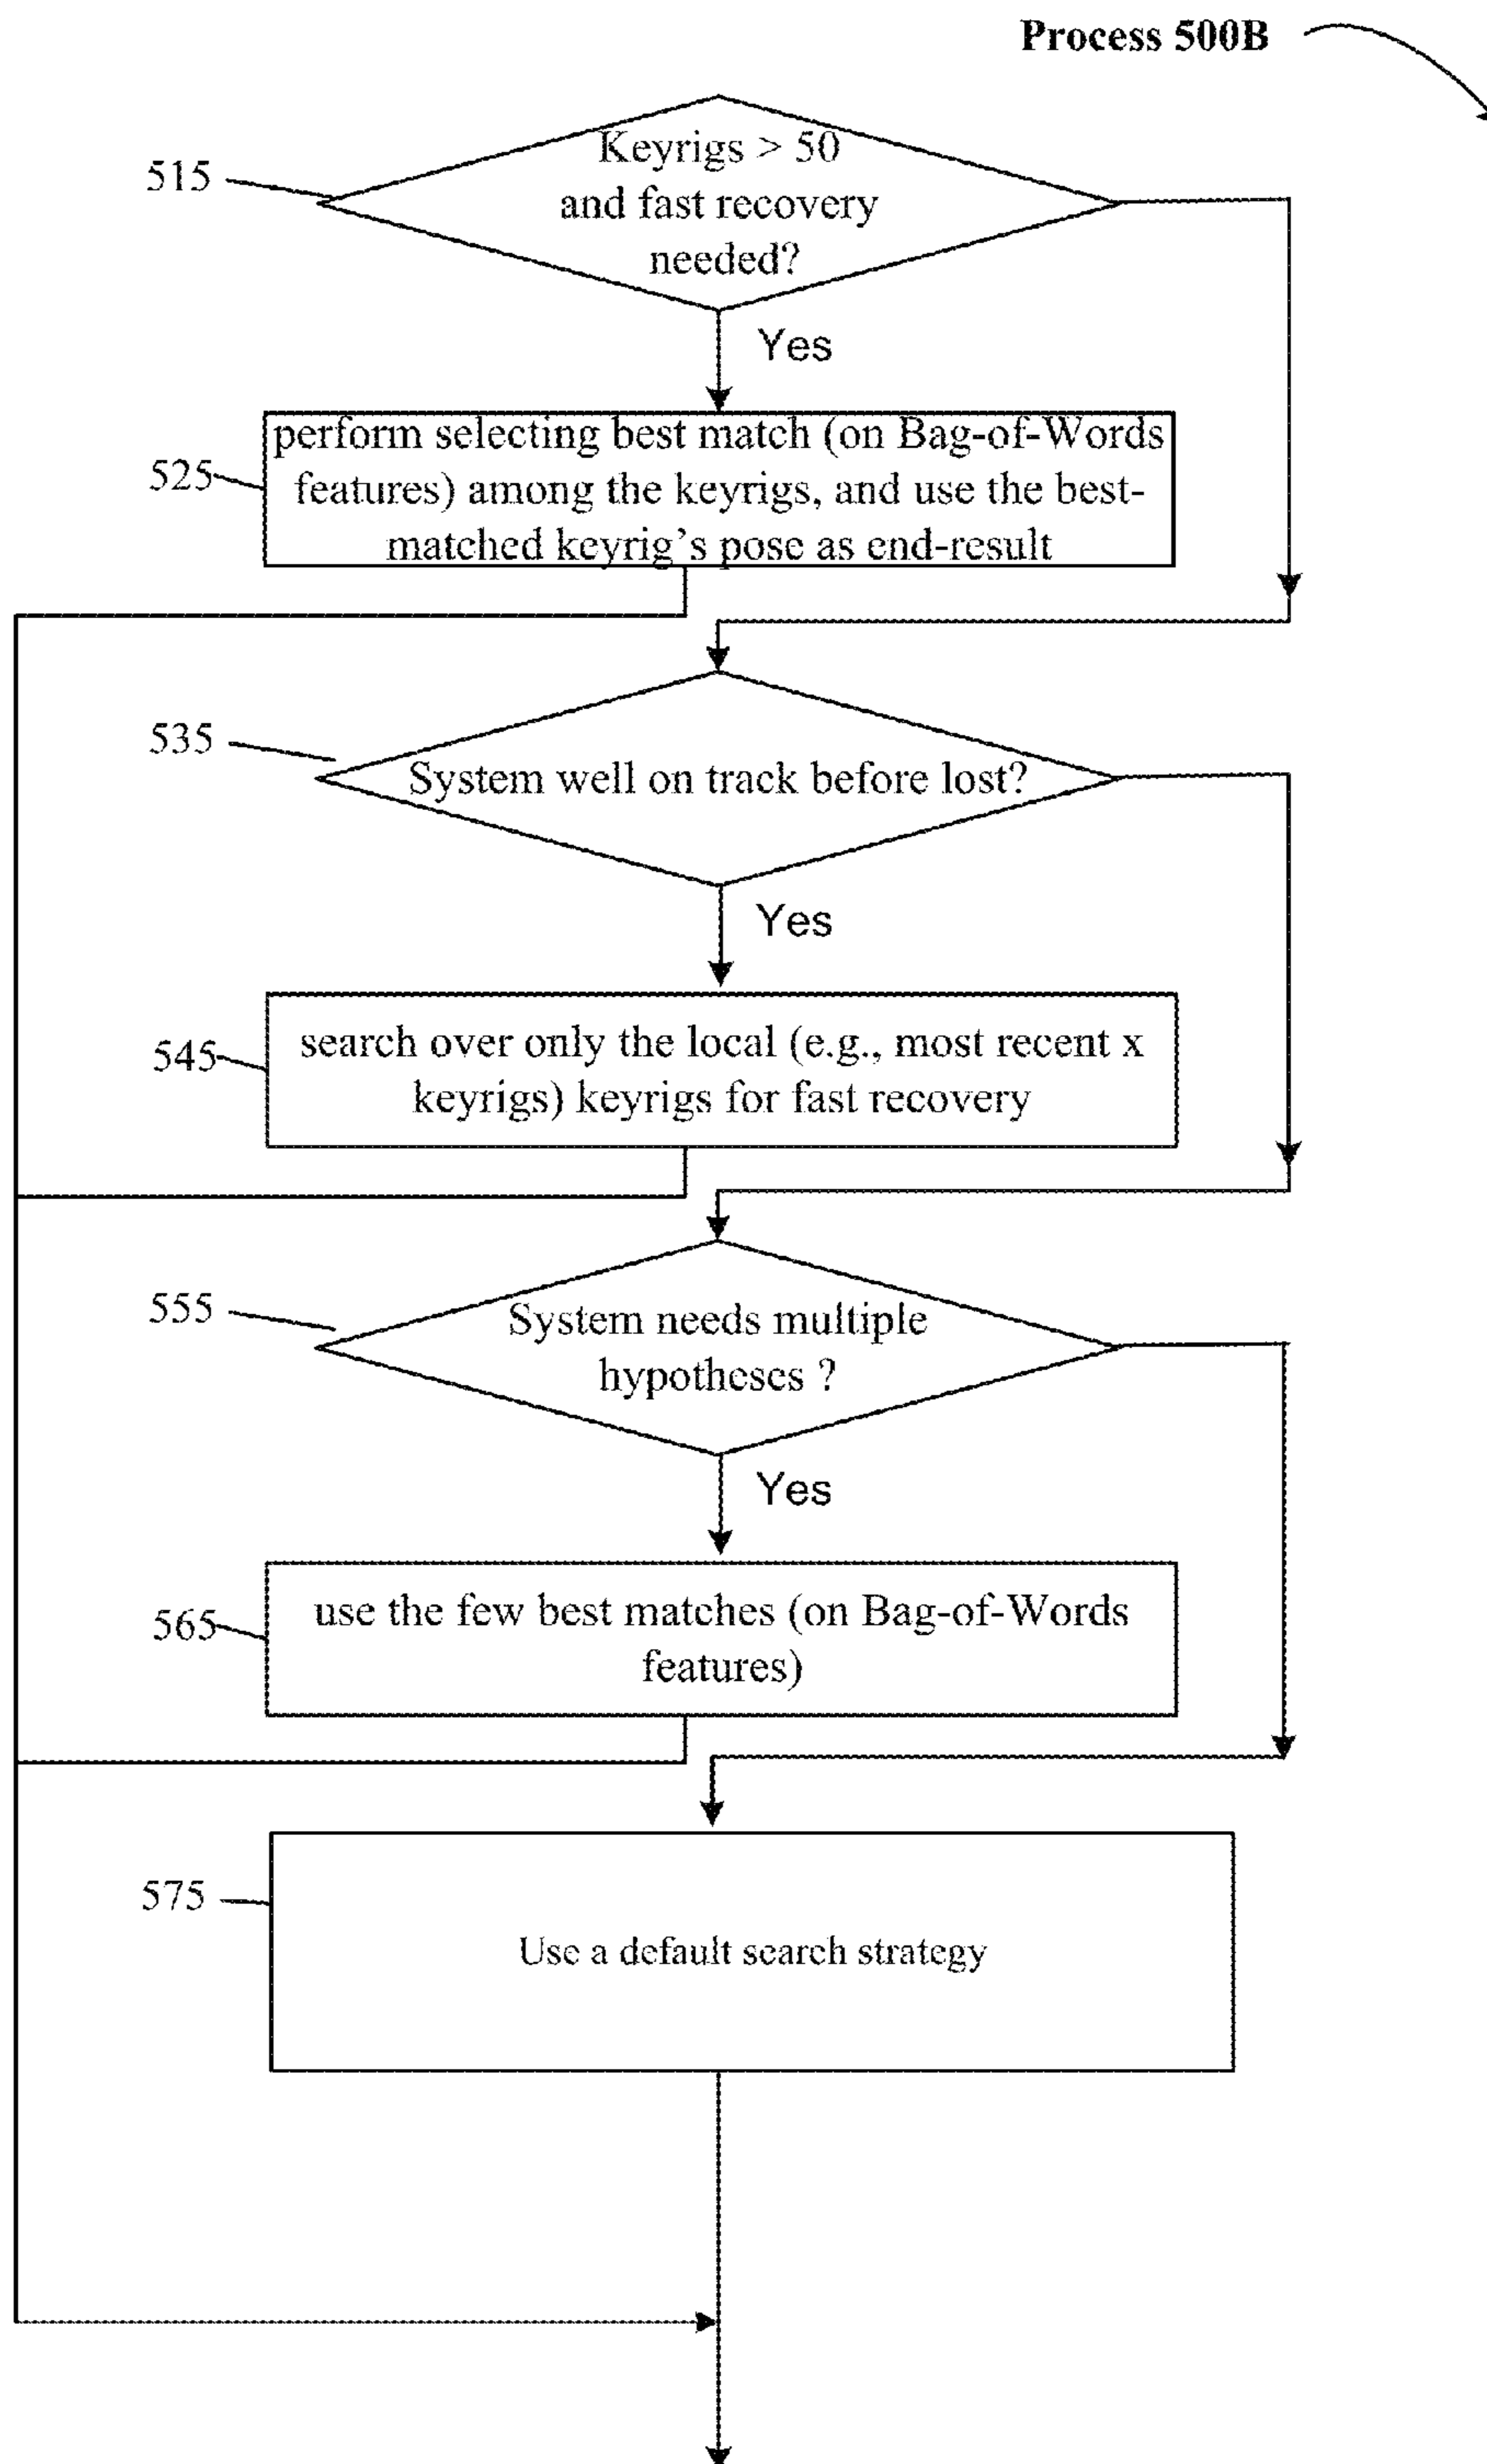 Process 500B
515
Keyrigs > 50
and fast recovery
needed?
Yes
525
perform selecting best match (on Bag-of-Words
features) among the keyrigs, and use the best-
matched keyrig's pose as end-result
535
System well on track before lost?
Yes
545
search over only the local (e.g., most recent x
keyrigs) keyrigs for fast recovery
555
System needs multiple
hypotheses ?
Yes
565
use the few best matches (on Bag-of-Words
features)
575
Use a default search strategy